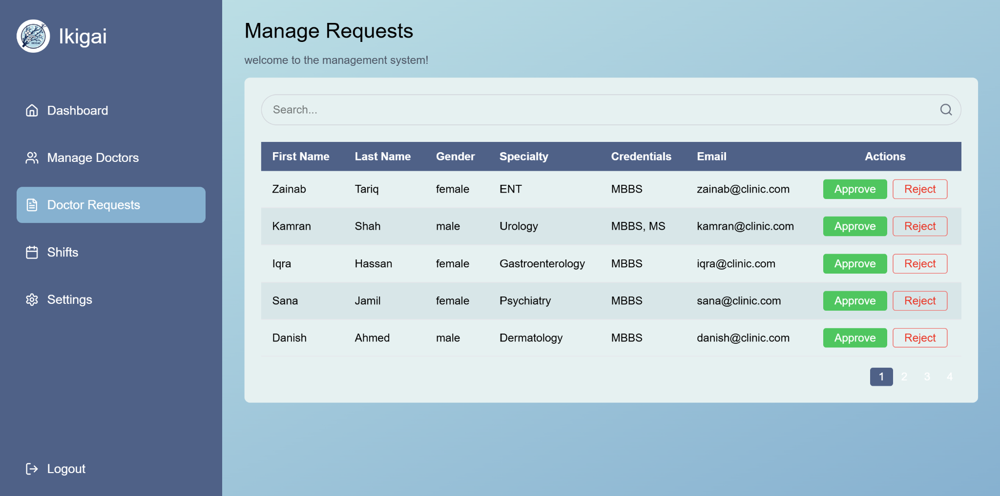 IKIGAI
Ikigai
Dashboard
Manage Doctors
Doctor Requests
Shifts
Settings
Logout
Manage Requests
welcome to the management system!
Search...
First Name Last Name Gender Specialty Credentials Email Actions
Zainab Tariq female ENT MBBS zainab@clinic.com Approve Reject
Kamran Shah male Urology MBBS, MS kamran@clinic.com Approve Reject
Iqra Hassan female Gastroenterology MBBS iqra@clinic.com Approve Reject
Sana Jamil female Psychiatry MBBS sana@clinic.com Approve Reject
Danish Ahmed male Dermatology MBBS danish@clinic.com Approve Reject
1 2 3 4